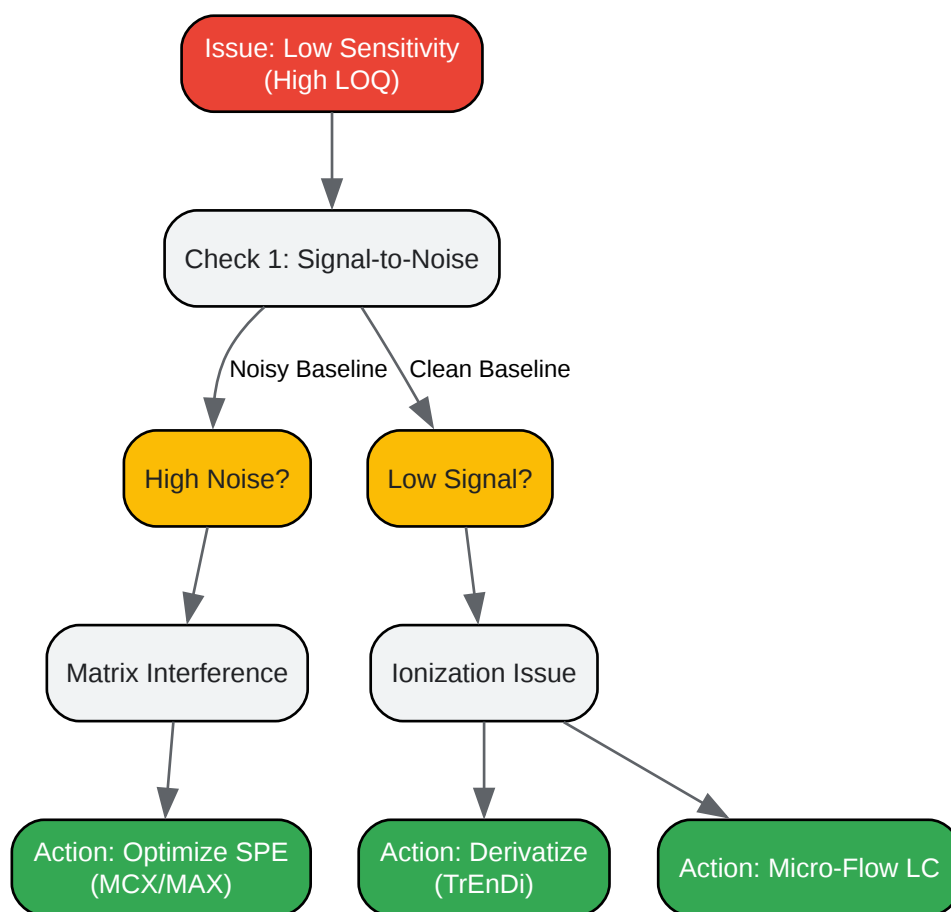 Issue: Low Sensitivity
(High LOQ)
Check 1: Signal-to-Noise
Noisy Baseline
Clean Baseline
High Noise?
Low Signal?
Matrix Interference
Ionization Issue
Action: Optimize SPE
(MCX/MAX)
Action: Derivatize
(TrEnDi)
Action: Micro-Flow LC